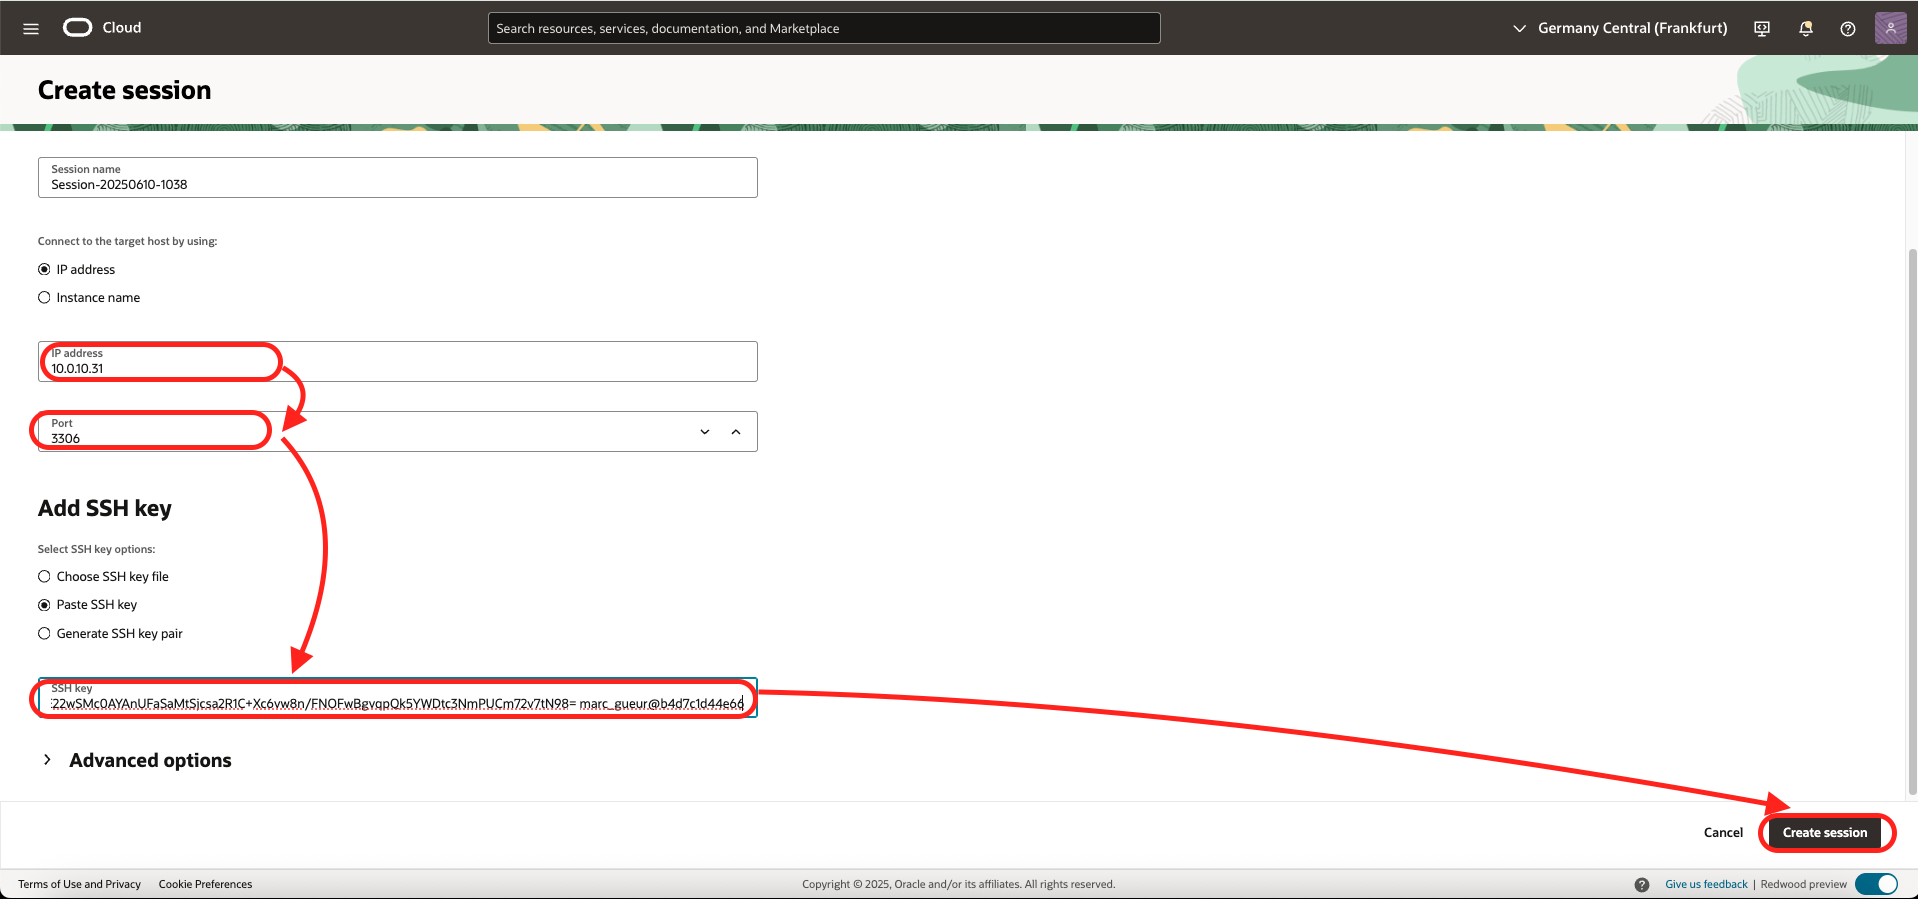 Cloud
Search resources, services, documentation, and Marketplace
Germany Central (Frankfurt)
Create session
Session name
Session-20250610-1038
Connect to the target host by using:
IP address
Instance name
IP address
10.0.10.31
Port
3306
Add SSH key
Select SSH key options:
Choose SSH key file
Paste SSH key
Generate SSH key pair
SSH key
22wSMc0AYAnUFaSaMtSjcsa2R1C+Xc6vw8n/FNOFwBgvqpQk5YWDtc3NmPUCm72v7tN98= marc_gueur@b4d7c1d44e66
Advanced options
Cancel
Create session
Terms of Use and Privacy
Cookie Preferences
Copyright © 2025, Oracle and/or its affiliates. All rights reserved.
Give us feedback | Redwood preview